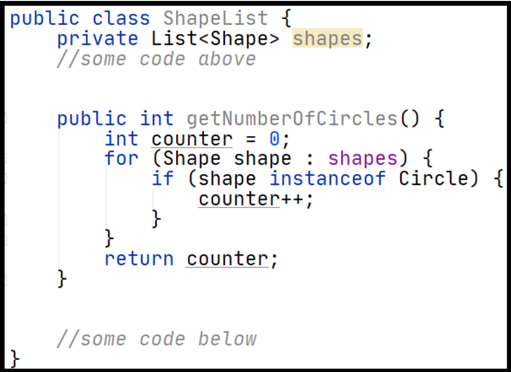 public class ShapeList {
    private List<Shape> shapes;
    //some code above
    public int getNumberOfCircles() {
        int counter = 0;
        for (Shape shape : shapes) {
            if (shape instanceof Circle) {
                counter++;
            }
        }
        return counter;
    }
    //some code below
}